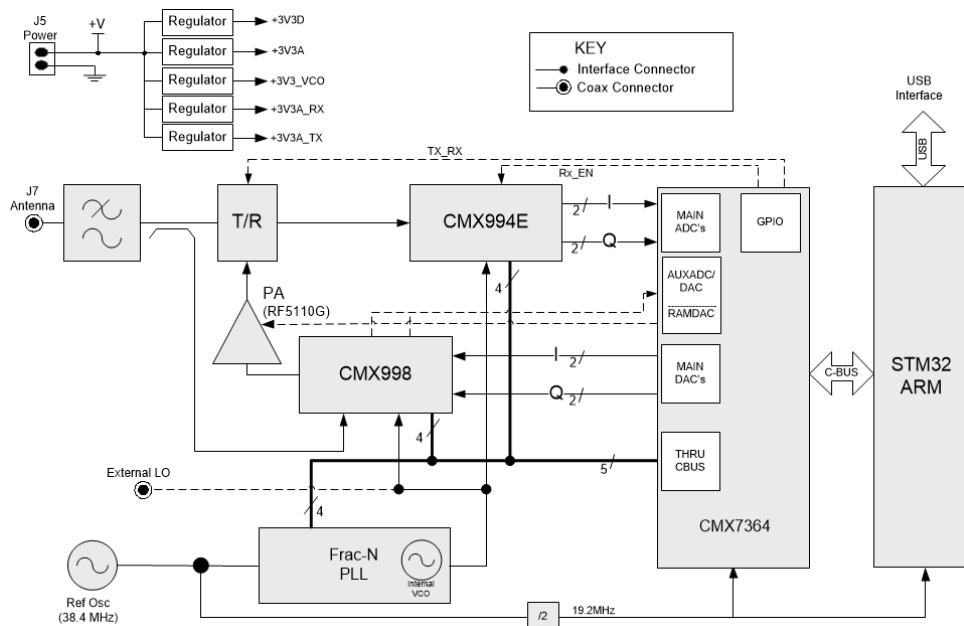 J5
Power
+V
Regulator
+3V3D
Regulator
+3V3A
Regulator
+3V3_VCO
Regulator
+3V3A_RX
Regulator
+3V3A_TX
KEY
Interface Connector
Coax Connector
USB
Interface
USB
TX_RX
Rx_EN
J7
Antenna
T/R
CMX994E
2
I
2
Q
4
MAIN
ADC's
GPIO
AUXADC/
DAC
RAMDAC
PA
(RF5110G)
CMX998
I
2
Q
2
4
MAIN
DAC's
C-BUS
STM32
ARM
External LO
4
5
THRU
CBUS
CMX7364
Frac-N
PLL
Internal
VCO
Ref Osc
(38.4 MHz)
/2
19.2MHz